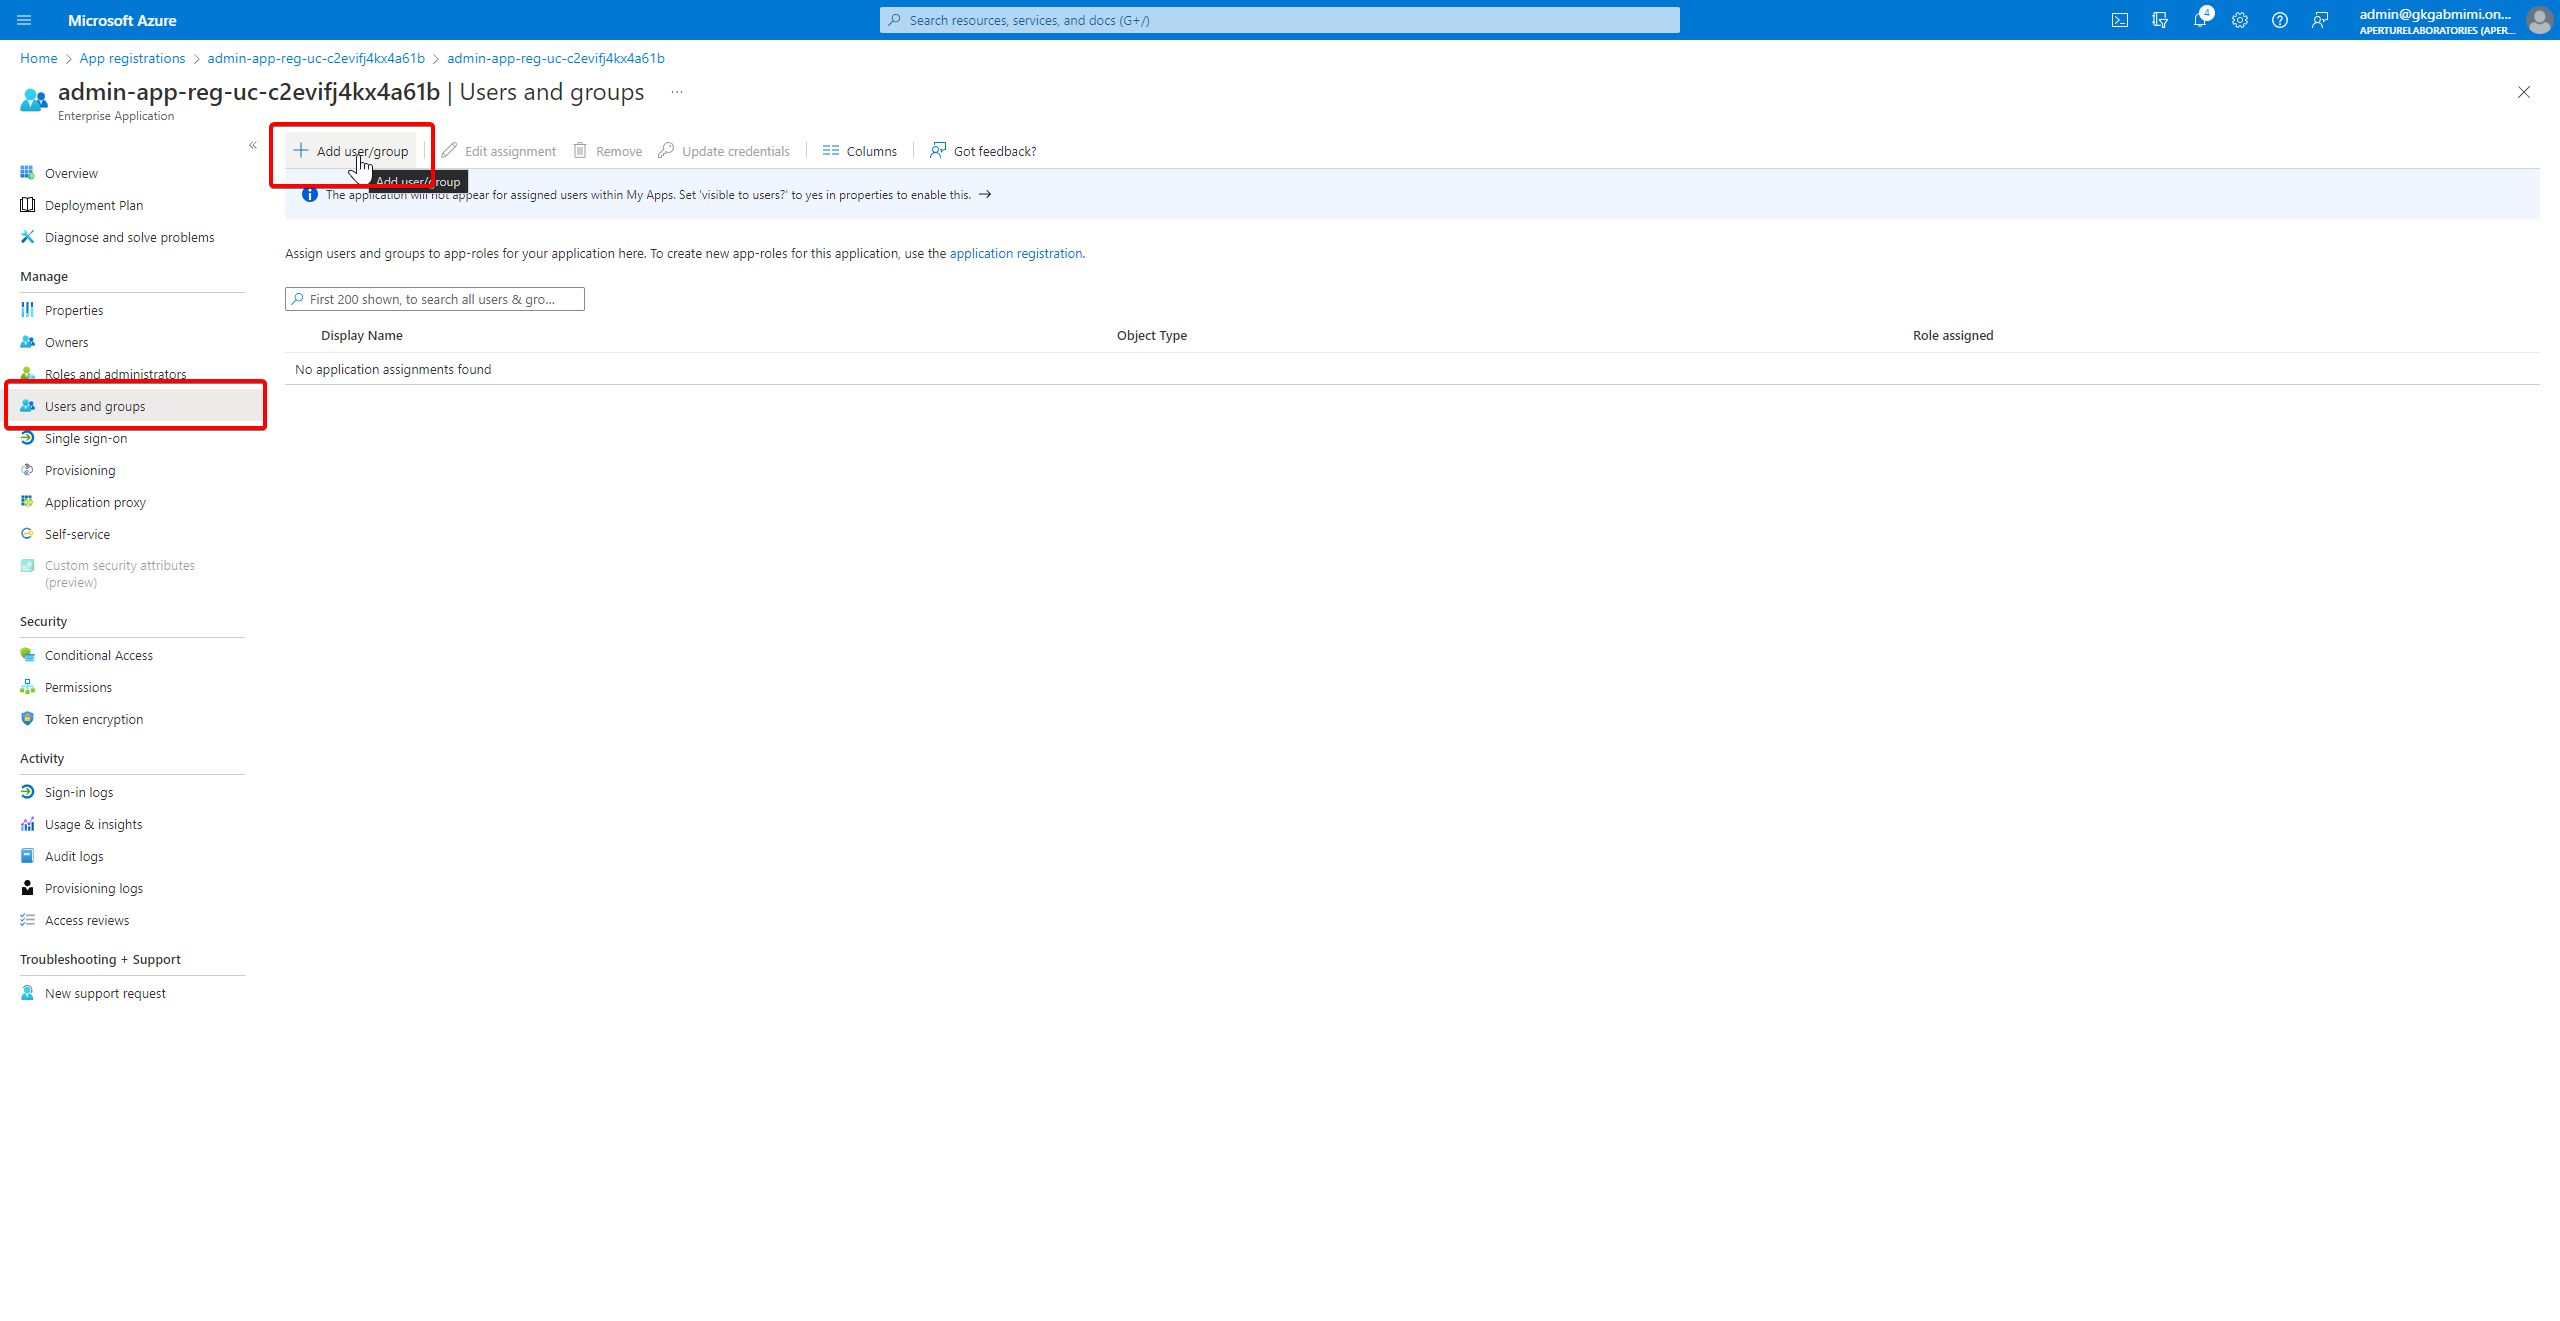 Microsoft Azure
Search resources, services, and docs (G+/)
4
admin@gkgabmimi.on...
APERTURELABORATORIES (APER...
Home > App registrations > admin-app-reg-uc-c2evifj4kx4a61b > admin-app-reg-uc-c2evifj4kx4a61b
admin-app-reg-uc-c2evifj4kx4a61b | Users and groups ...
Enterprise Application
Add user/group
Edit assignment
Remove
Update credentials
Columns
Got feedback?
Add user/group
The application will not appear for assigned users within My Apps. Set 'visible to users?' to yes in properties to enable this. →
Assign users and groups to app-roles for your application here. To create new app-roles for this application, use the application registration.
First 200 shown, to search all users & gro...
Display Name
Object Type
Role assigned
No application assignments found
Overview
Deployment Plan
Diagnose and solve problems
Manage
Properties
Owners
Roles and administrators
Users and groups
Single sign-on
Provisioning
Application proxy
Self-service
Custom security attributes
(preview)
Security
Conditional Access
Permissions
Token encryption
Activity
Sign-in logs
Usage & insights
Audit logs
Provisioning logs
Access reviews
Troubleshooting + Support
New support request